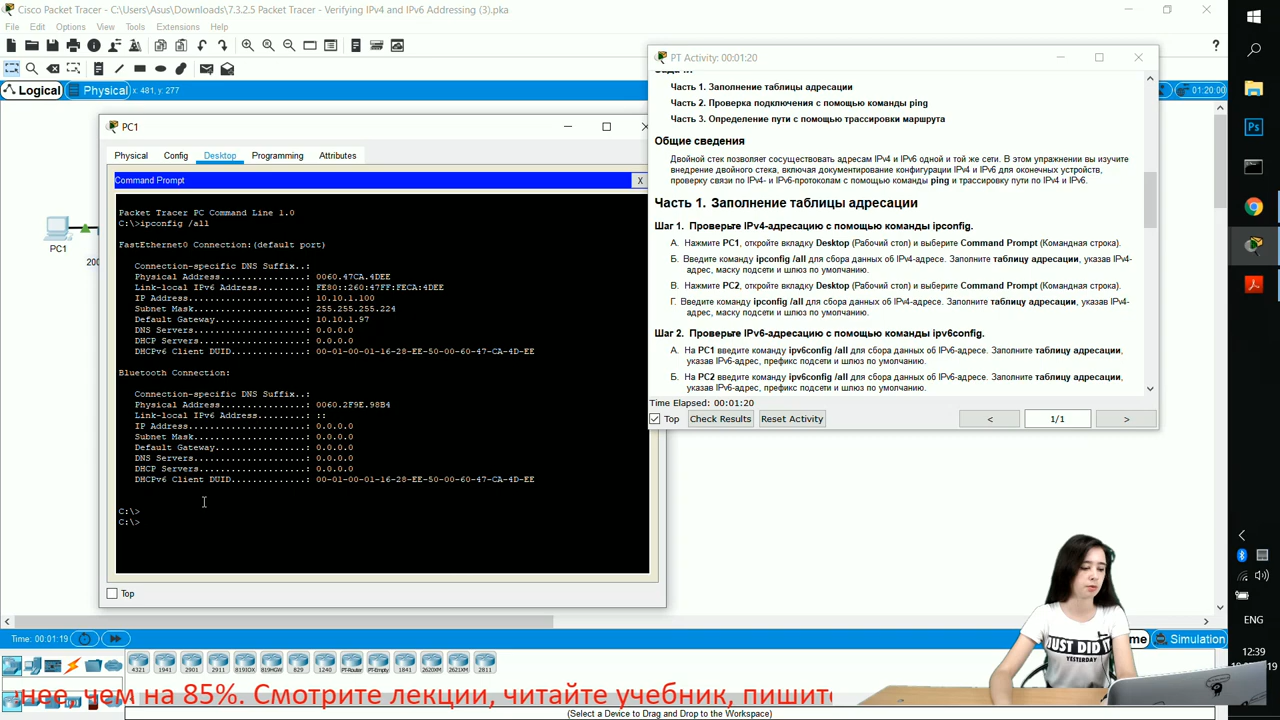 Cisco Packet Tracer - C:\Users\Asus\Downloads\7.3.2.5 Packet Tracer - Verifying IPv4 and IPv6 Addressing (3).pka
File Edit Options View Tools Extensions Help
Logical Physical x: 481, y: 277
01:20:00
PC1
PC1
Physical Config Desktop Programming Attributes
Command Prompt X
Packet Tracer PC Command Line 1.0
C:\>ipconfig /all
FastEthernet0 Connection:(default port)
Connection-specific DNS Suffix..:
Physical Address................: 0060.47CA.4DEE
Link-local IPv6 Address.........: FE80::260:47FF:FECA:4DEE
IP Address......................: 10.10.1.100
Subnet Mask.....................: 255.255.255.224
Default Gateway.................: 10.10.1.97
DNS Servers.....................: 0.0.0.0
DHCP Servers....................: 0.0.0.0
DHCPv6 Client DUID..............: 00-01-00-01-16-28-EE-50-00-60-47-CA-4D-EE
Bluetooth Connection:
Connection-specific DNS Suffix..:
Physical Address................: 0060.2F9E.98B4
Link-local IPv6 Address.........: ::
IP Address......................: 0.0.0.0
Subnet Mask.....................: 0.0.0.0
Default Gateway.................: 0.0.0.0
DNS Servers.....................: 0.0.0.0
DHCP Servers....................: 0.0.0.0
DHCPv6 Client DUID..............: 00-01-00-01-16-28-EE-50-00-60-47-CA-4D-EE
C:\>
C:\>
Top
200
PT Activity: 00:01:20
Задачи
Часть 1. Заполнение таблицы адресации
Часть 2. Проверка подключения с помощью команды ping
Часть 3. Определение пути с помощью трассировки маршрута
Общие сведения
Двойной стек позволяет сосуществовать адресам IPv4 и IPv6 одной и той же сети. В этом упражнении вы изучите
внедрение двойного стека, включая документирование конфигурации IPv4 и IPv6 для оконечных устройств,
проверку связи по IPv4- и IPv6-протоколам с помощью команды ping и трассировку пути по IPv4 и IPv6.
Часть 1. Заполнение таблицы адресации
Шаг 1. Проверьте IPv4-адресацию с помощью команды ipconfig.
А. Нажмите PC1, откройте вкладку Desktop (Рабочий стол) и выберите Command Prompt (Командная строка).
Б. Введите команду ipconfig /all для сбора данных об IPv4-адресе. Заполните таблицу адресации, указав IPv4-
адрес, маску подсети и шлюз по умолчанию.
В. Нажмите PC2, откройте вкладку Desktop (Рабочий стол) и выберите Command Prompt (Командная строка).
Г. Введите команду ipconfig /all для сбора данных об IPv4-адресе. Заполните таблицу адресации, указав IPv4-
адрес, маску подсети и шлюз по умолчанию.
Шаг 2. Проверьте IPv6-адресацию с помощью команды ipv6config.
А. На PC1 введите команду ipv6config /all для сбора данных об IPv6-адресе. Заполните таблицу адресации,
указав IPv6-адрес, префикс подсети и шлюз по умолчанию.
Б. На PC2 введите команду ipv6config /all для сбора данных об IPv6-адресе. Заполните таблицу адресации,
указав IPv6-адрес, префикс подсети и шлюз по умолчанию.
Time Elapsed: 00:01:20
Top Check Results Reset Activity < 1/1 >
Time: 00:01:19
me Simulation
4321 1941 2901 2911 819IOX 819HGW 829 1240 PT-Router PT-Empty 1841 2620XM 2621XM 2811
нее, чем на 85%. Смотрите лекции, читайте учебник, пишит
(Select a Device to Drag and Drop to the Workspace)
Ps
ENG
12:39
JUST DID IT
YESTERDAY